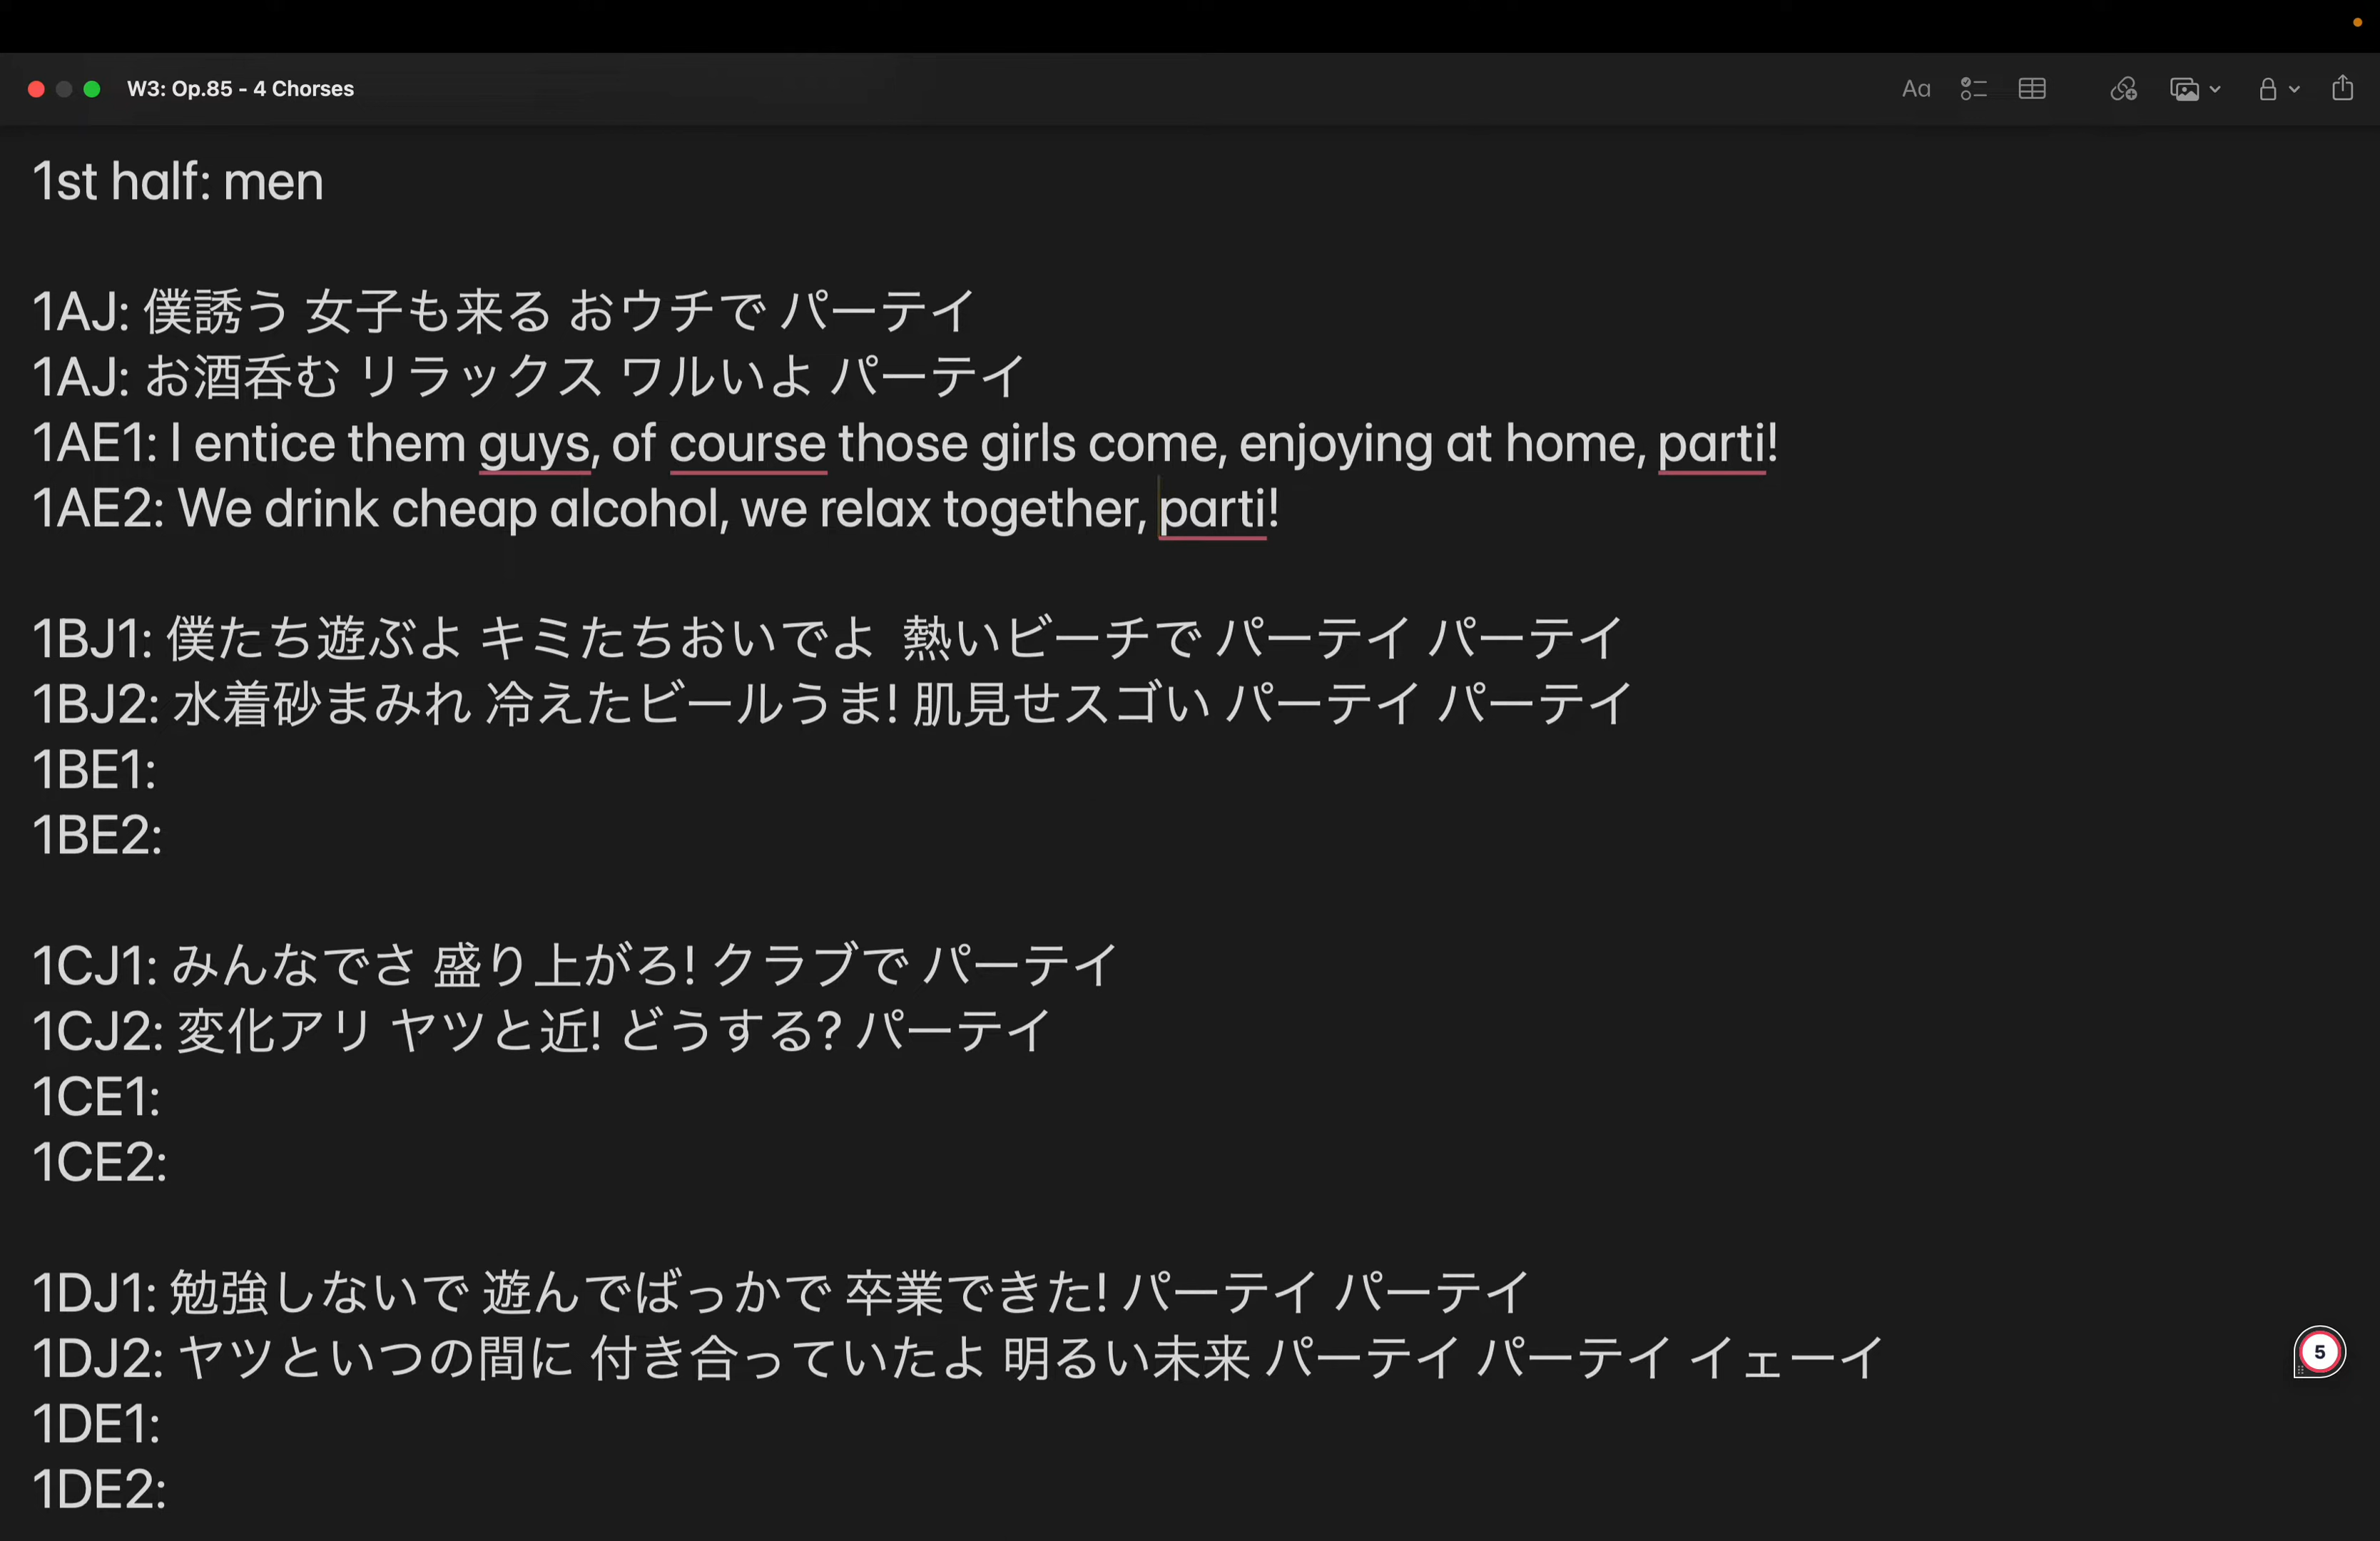 W3: Op.85 - 4 Chorses
Aa
1st half: men
1AJ: 僕誘う 女子も来る おウチで パーテイ
1AJ: お酒呑む リラックス ワルいよ パーテイ
1AE1: I entice them guys, of course those girls come, enjoying at home, parti!
1AE2: We drink cheap alcohol, we relax together, parti!
1BJ1: 僕たち遊ぶよ キミたちおいでよ 熱いビーチで パーテイ パーテイ
1BJ2: 水着砂まみれ 冷えたビールうま! 肌見せスゴい パーテイ パーテイ
1BE1:
1BE2:
1CJ1: みんなでさ 盛り上がろ! クラブで パーテイ
1CJ2: 変化アリ ヤツと近! どうする? パーテイ
1CE1:
1CE2:
1DJ1: 勉強しないで 遊んでばっかで 卒業できた! パーテイ パーテイ
1DJ2: ヤツといつの間に 付き合っていたよ 明るい未来 パーテイ パーテイ イェーイ
5
1DE1:
1DE2: